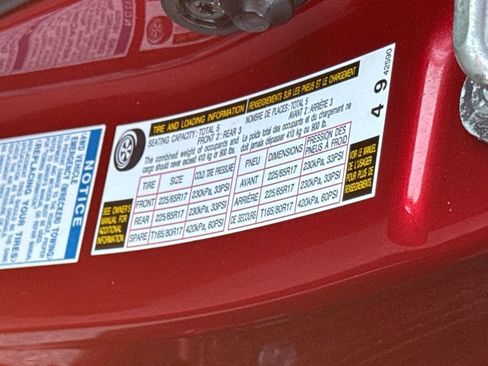 TIRE AND LOADING INFORMATION
RENSEIGNEMENTS SUR LES PNEUS ET LE CHARGEMENT
SEATING CAPACITY: TOTAL 5 FRONT 2: REAR 3
NOMBRE DE PLACES: TOTAL 5 AVANT 2: ARRIÈRE 3
The combined weight of occupants and
cargo should never exceed 410 kg or 900 lbs.
Le poids total des occupants et du chargement ne
doit jamais dépasser 410 kg ou 900 lb.
TIRE SIZE COLD TIRE PRESSURE
FRONT 225/65R17 230kPa, 33PSI
REAR 225/65R17 230kPa, 33PSI
SPARE T165/80R17 420kPa, 60PSI
PNEU DIMENSIONS PRESSION DES PNEUS À FROID
AVANT 225/65R17 230kPa, 33PSI
ARRIÈRE 225/65R17 230kPa, 33PSI
DE SECOURS T165/80R17 420kPa, 60PSI
SEE OWNER'S
MANUAL FOR
ADDITIONAL
INFORMATION
VOIR LE MANUEL
DE L'USAGER
POUR PLUS DE
RENSEIGNEMENTS
4 9 42590
NOTICE